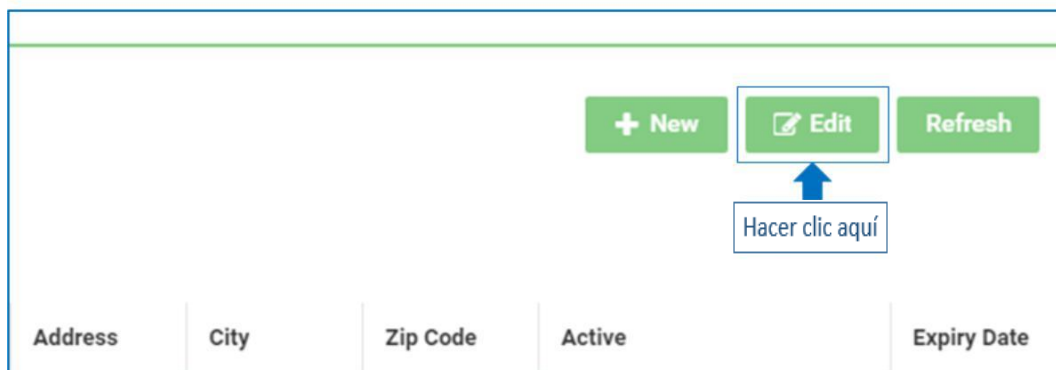 New Edit Refresh
Hacer clic aquí
Address City Zip Code Active Expiry Date